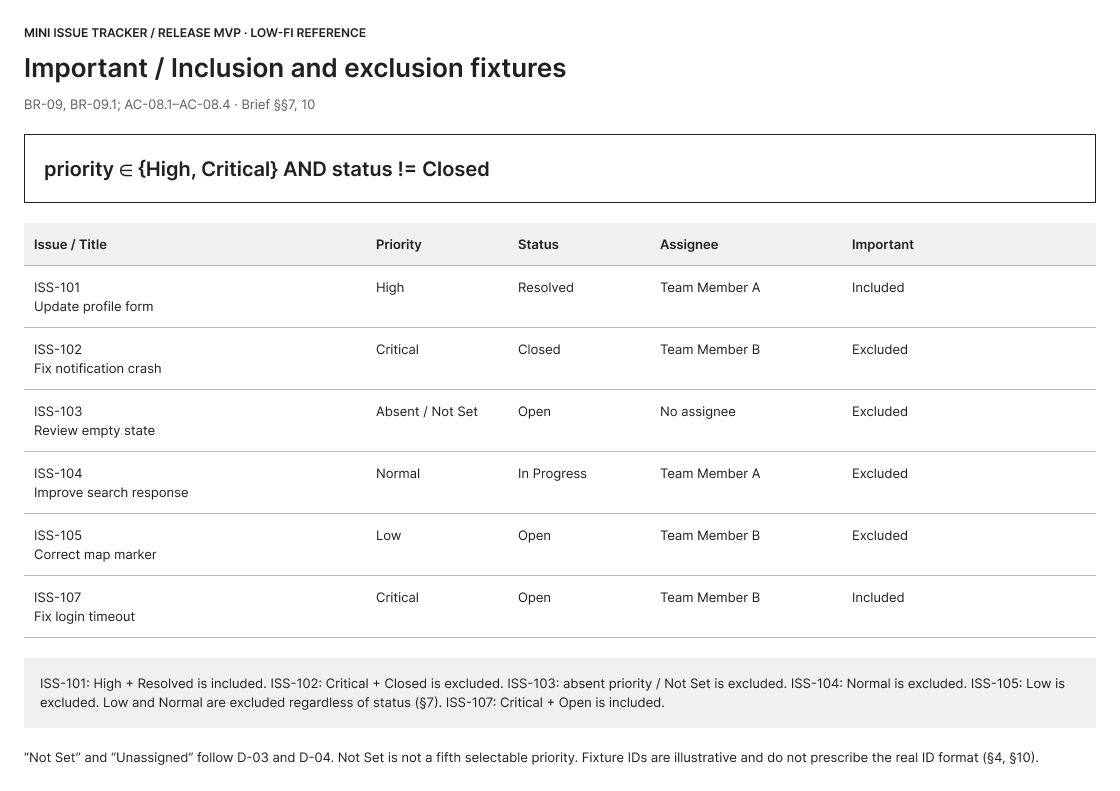 MINI ISSUE TRACKER / RELEASE MVP · LOW-FI REFERENCE
Important / Inclusion and exclusion fixtures
BR-09, BR-09.1; AC-08.1–AC-08.4 · Brief §§7, 10
priority ∈ {High, Critical} AND status != Closed
Issue / Title Priority Status Assignee Important
ISS-101 High Resolved Team Member A Included
Update profile form
ISS-102 Critical Closed Team Member B Excluded
Fix notification crash
ISS-103 Absent / Not Set Open No assignee Excluded
Review empty state
ISS-104 Normal In Progress Team Member A Excluded
Improve search response
ISS-105 Low Open Team Member B Excluded
Correct map marker
ISS-107 Critical Open Team Member B Included
Fix login timeout
ISS-101: High + Resolved is included. ISS-102: Critical + Closed is excluded. ISS-103: absent priority / Not Set is excluded. ISS-104: Normal is excluded. ISS-105: Low is
excluded. Low and Normal are excluded regardless of status (§7). ISS-107: Critical + Open is included.
“Not Set” and “Unassigned” follow D-03 and D-04. Not Set is not a fifth selectable priority. Fixture IDs are illustrative and do not prescribe the real ID format (§4, §10).